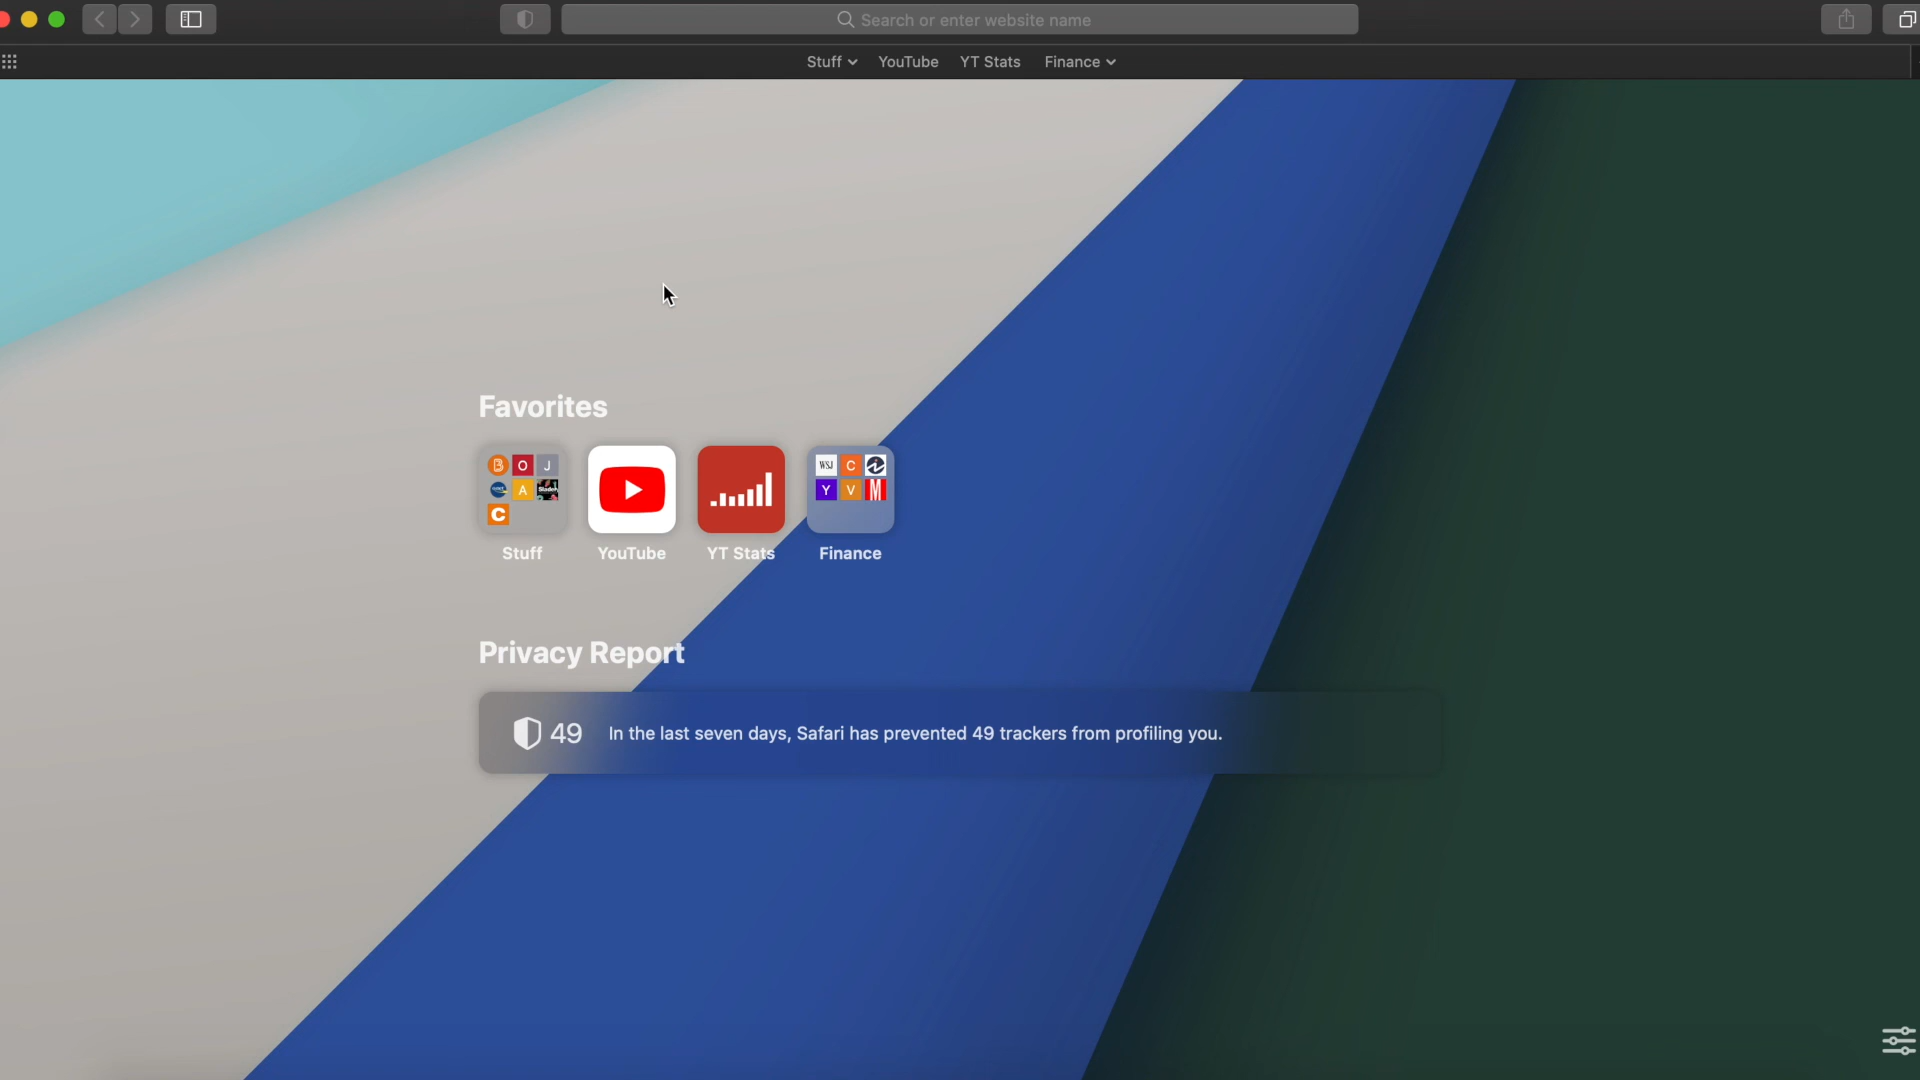 Search or enter website name
Stuff YouTube YT Stats Finance
Favorites
B O J
A
C
WSJ C
Y V M
Stuff YouTube YT Stats Finance
Privacy Report
49 In the last seven days, Safari has prevented 49 trackers from profiling you.